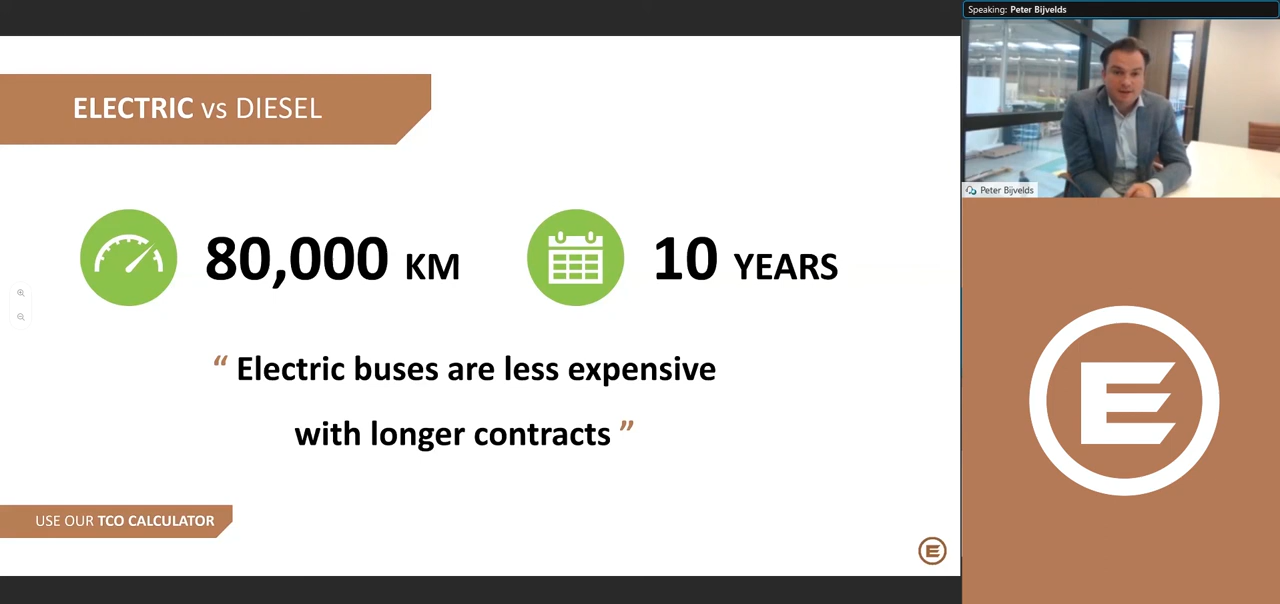 Speaking: Peter Bijvelds
ELECTRIC vs DIESEL
80,000 KM
10 YEARS
“ Electric buses are less expensive
with longer contracts ”
USE OUR TCO CALCULATOR
E
Peter Bijvelds
E